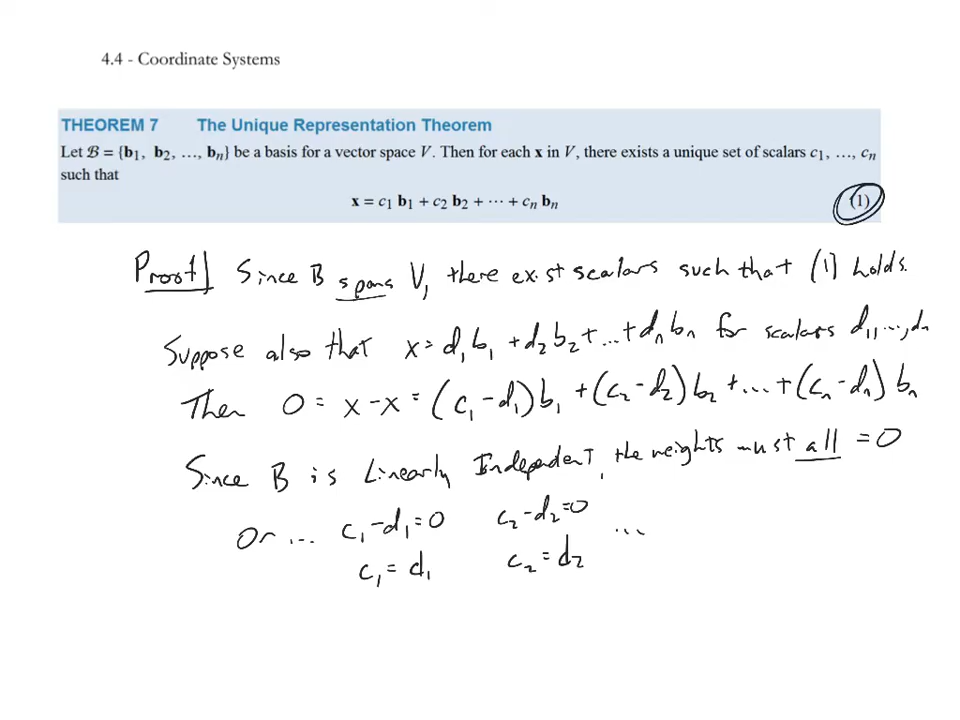 4.4 - Coordinate Systems
THEOREM 7 The Unique Representation Theorem
Let ℬ = {b₁, b₂, ..., bₙ} be a basis for a vector space V. Then for each x in V, there exists a unique set of scalars c₁, ..., cₙ
such that
x = c₁ b₁ + c₂ b₂ + ··· + cₙ bₙ (1)
Proof Since B spans V, there exist scalars such that (1) holds.
Suppose also that x = d₁b₁ + d₂b₂ + ... + dₙbₙ for scalars d₁, ..., dₙ
Then 0 = x - x = (c₁ - d₁)b₁ + (c₂ - d₂)b₂ + ... + (cₙ - dₙ)bₙ
Since B is Linearly Independent, the weights must all = 0
Or ... c₁ - d₁ = 0 c₂ - d₂ = 0 ...
c₁ = d₁ c₂ = d₂